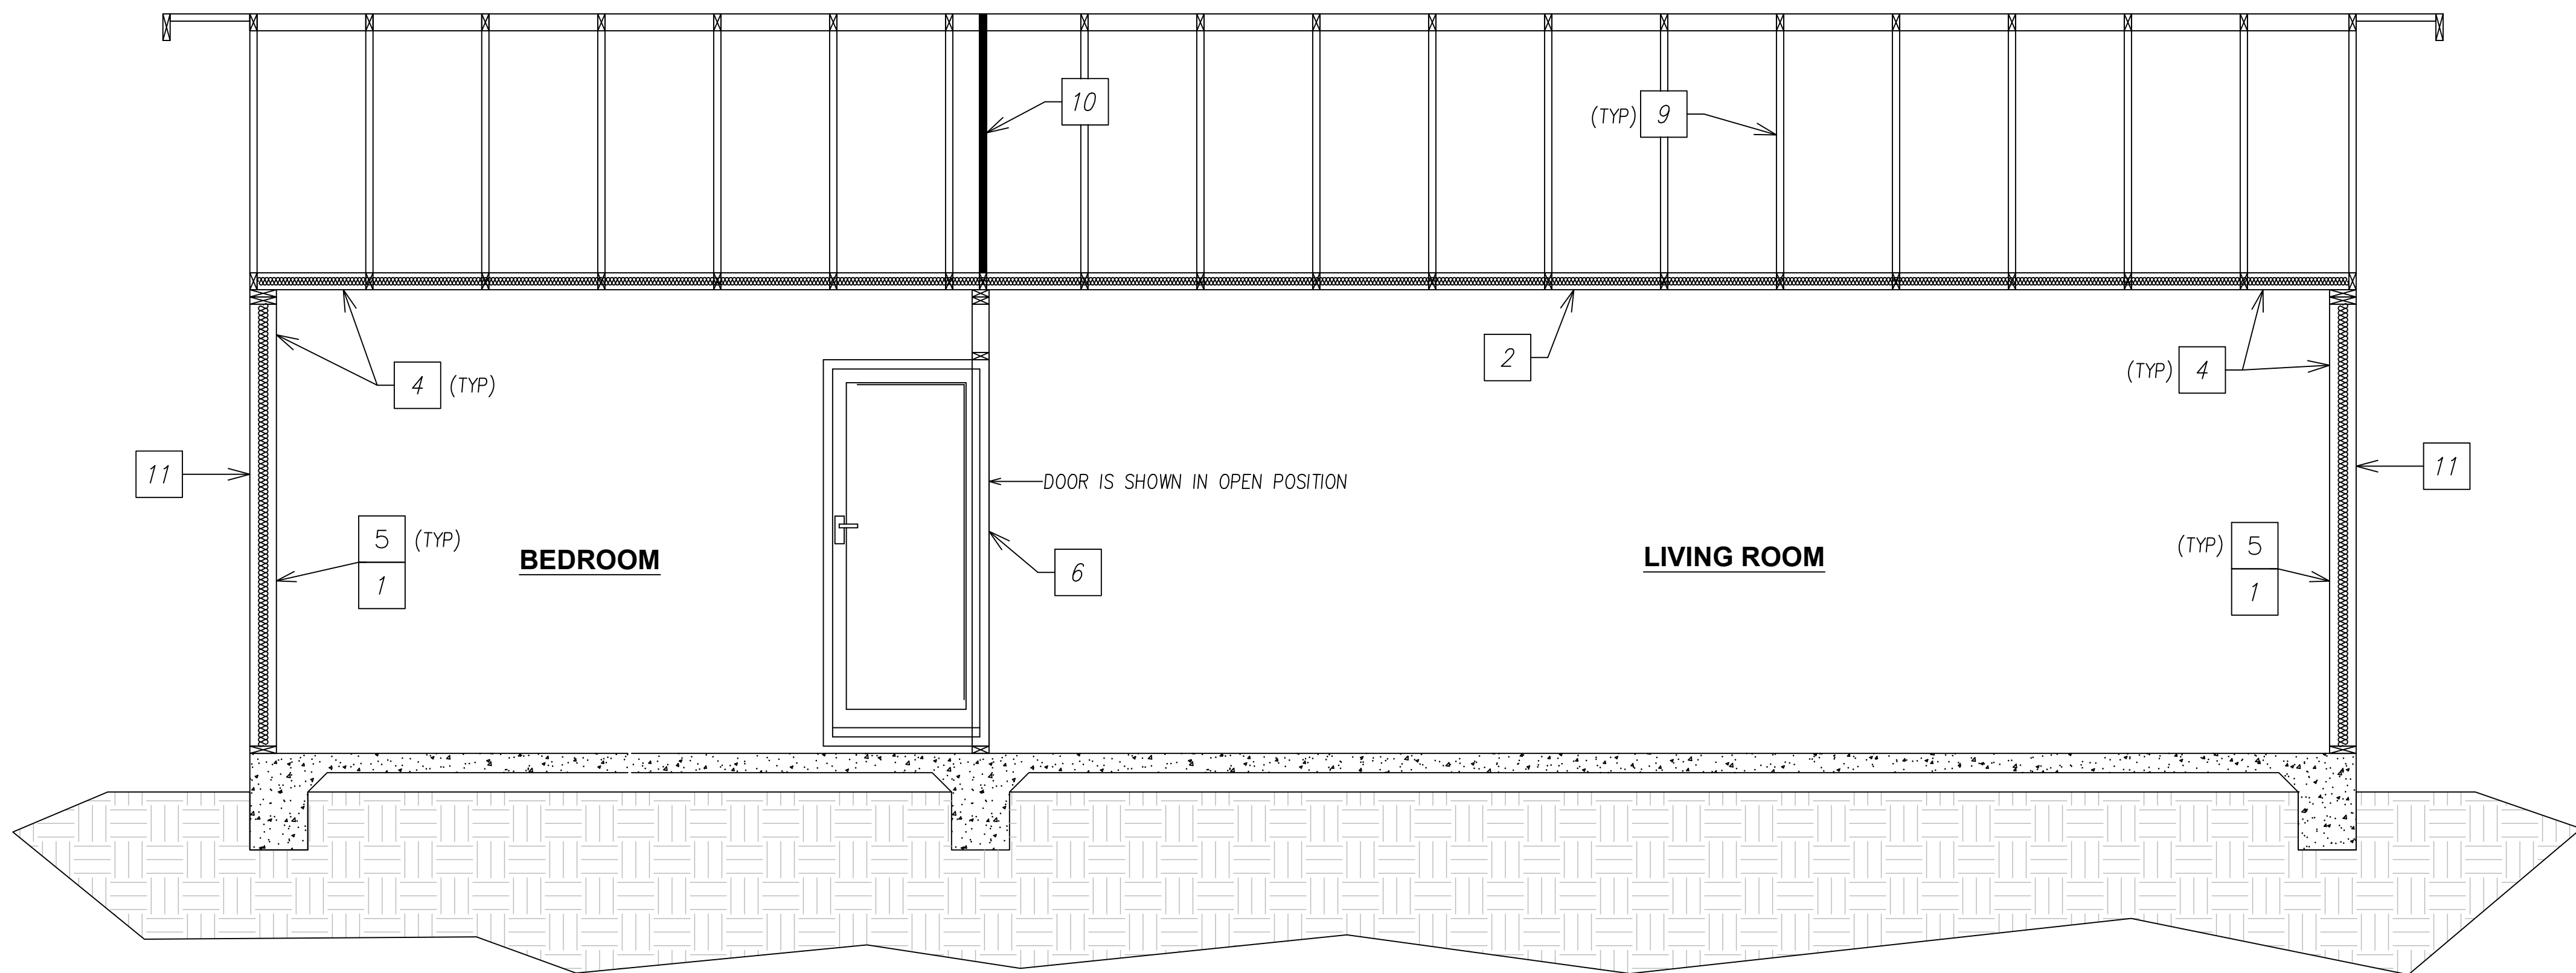 10
(TYP) 9
2
4 (TYP)
(TYP) 4
11
11
DOOR IS SHOWN IN OPEN POSITION
5 (TYP)
1
BEDROOM
6
LIVING ROOM
(TYP) 5
1